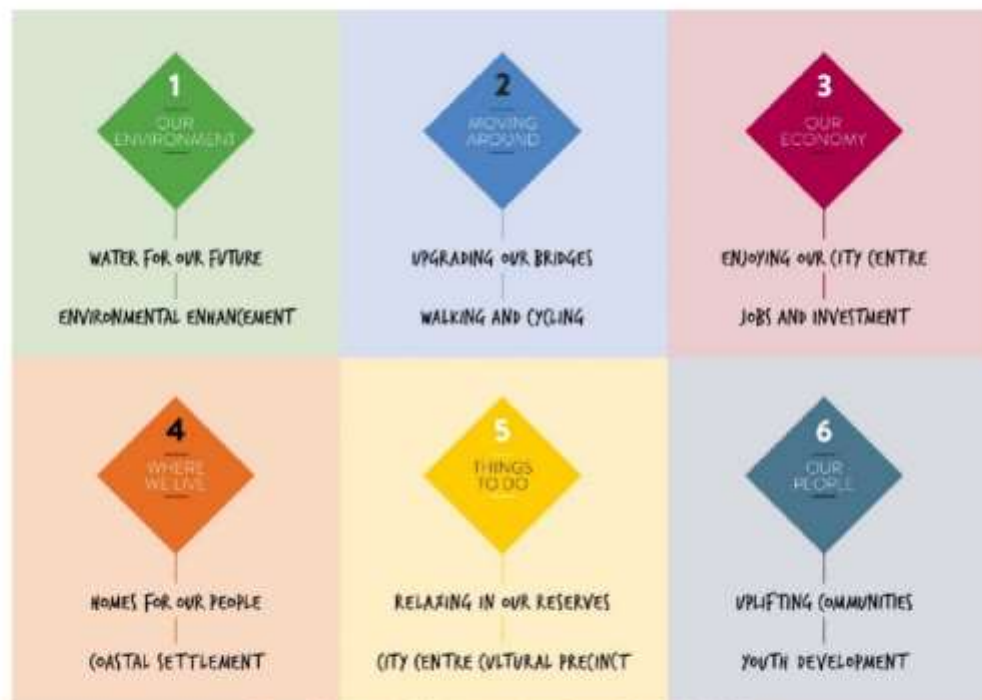 1
OUR
ENVIRONMENT
WATER FOR OUR FUTURE
ENVIRONMENTAL ENHANCEMENT
2
MOVING
AROUND
UPGRADING OUR BRIDGES
WALKING AND CYCLING
3
OUR
ECONOMY
ENJOYING OUR CITY CENTRE
JOBS AND INVESTMENT
4
WHERE
WE LIVE
HOMES FOR OUR PEOPLE
COASTAL SETTLEMENT
5
THINGS
TO DO
RELAXING IN OUR RESERVES
CITY CENTRE CULTURAL PRECINCT
6
OUR
PEOPLE
UPLIFTING COMMUNITIES
YOUTH DEVELOPMENT